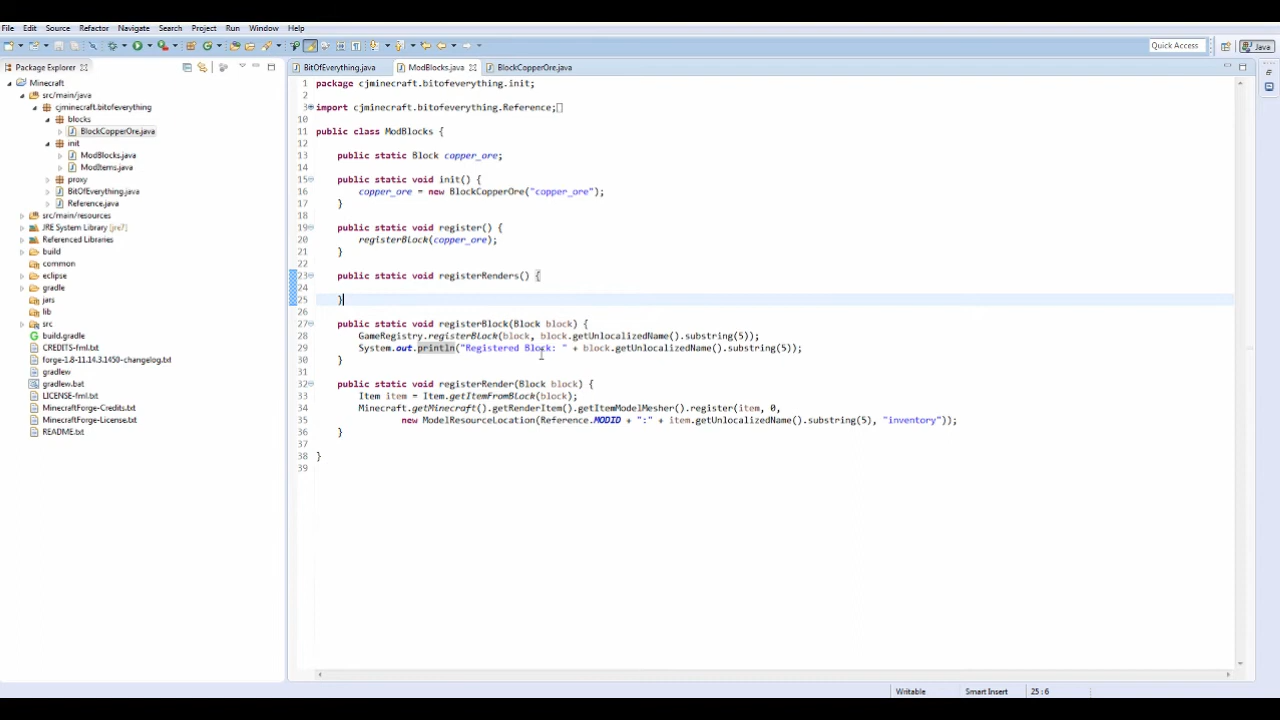 File Edit Source Refactor Navigate Search Project Run Window Help
Quick Access
Java
Package Explorer
BitOfEverything.java
ModBlocks.java
BlockCopperOre.java
Minecraft
src/main/java
cjminecraft.bitofeverything
blocks
BlockCopperOre.java
init
ModBlocks.java
ModItems.java
proxy
BitOfEverything.java
Reference.java
src/main/resources
JRE System Library [jre7]
Referenced Libraries
build
common
eclipse
gradle
jars
lib
src
build.gradle
CREDITS-fml.txt
forge-1.8-11.14.3.1450-changelog.txt
gradlew
gradlew.bat
LICENSE-fml.txt
MinecraftForge-Credits.txt
MinecraftForge-License.txt
README.txt
1 package cjminecraft.bitofeverything.init;
2
3 import cjminecraft.bitofeverything.Reference;
10
11 public class ModBlocks {
12
13 public static Block copper_ore;
14
15 public static void init() {
16 copper_ore = new BlockCopperOre("copper_ore");
17 }
18
19 public static void register() {
20 registerBlock(copper_ore);
21 }
22
23 public static void registerRenders() {
24
25 }
26
27 public static void registerBlock(Block block) {
28 GameRegistry.registerBlock(block, block.getUnlocalizedName().substring(5));
29 System.out.println("Registered Block: " + block.getUnlocalizedName().substring(5));
30 }
31
32 public static void registerRender(Block block) {
33 Item item = Item.getItemFromBlock(block);
34 Minecraft.getMinecraft().getRenderItem().getItemModelMesher().register(item, 0,
35 new ModelResourceLocation(Reference.MODID + ":" + item.getUnlocalizedName().substring(5), "inventory"));
36 }
37
38 }
39
Writable Smart Insert 25 : 6